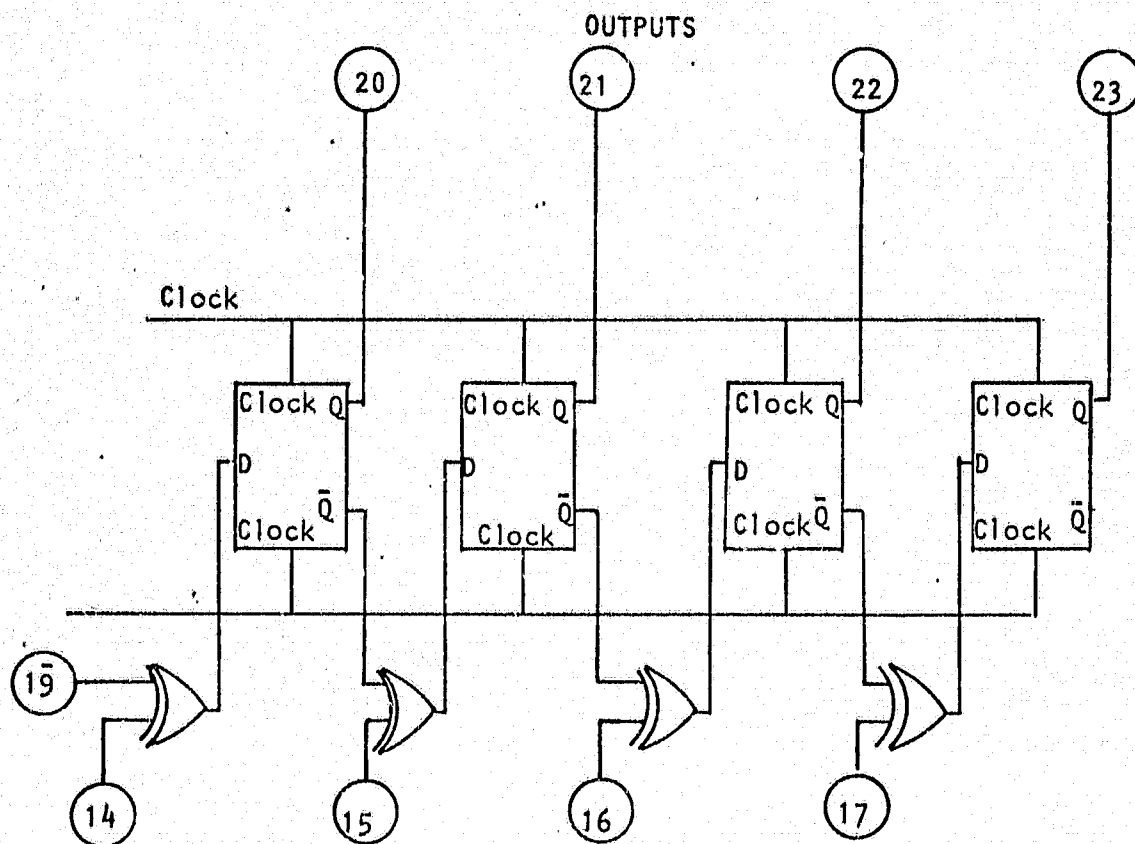 OUTPUTS
20 21 22 23
Clock
Clock Q Clock Q Clock Q Clock Q
D D D D
Q̄ Q̄ Q̄ Q̄
Clock Clock Clock Clock
19̄
14 15 16 17